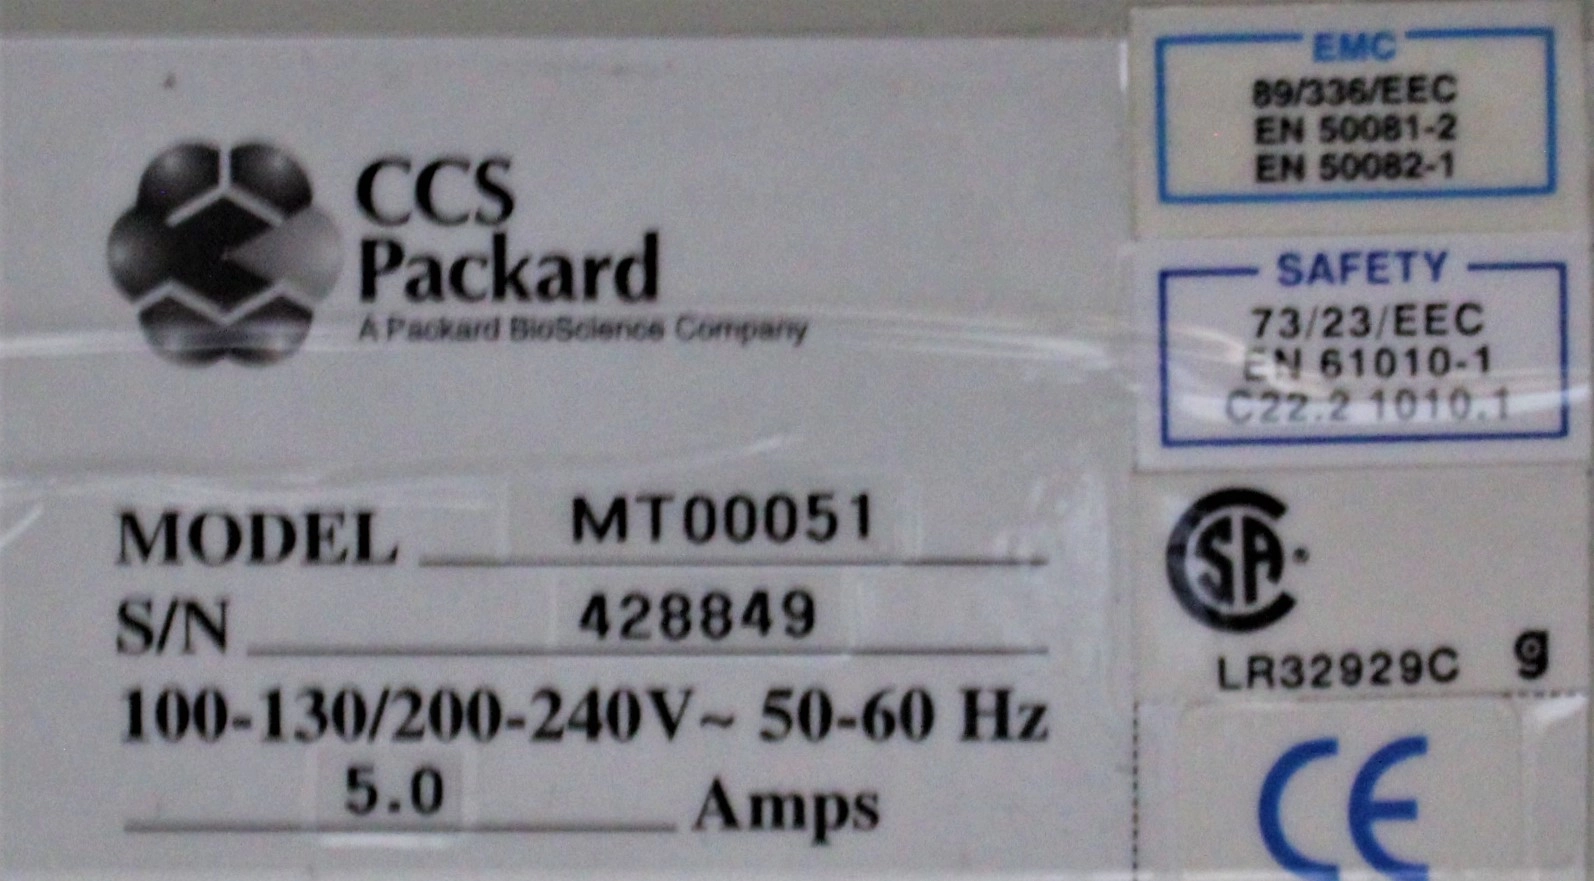 CCS
Packard
A Packard BioScience Company
MODEL MT00051
S/N 428849
100-130/200-240V~ 50-60 Hz
5.0 Amps
EMC
89/336/EEC
EN 50081-2
EN 50082-1
SAFETY
73/23/EEC
EN 61010-1
C22.2 1010.1
SA®
LR32929C g
CE